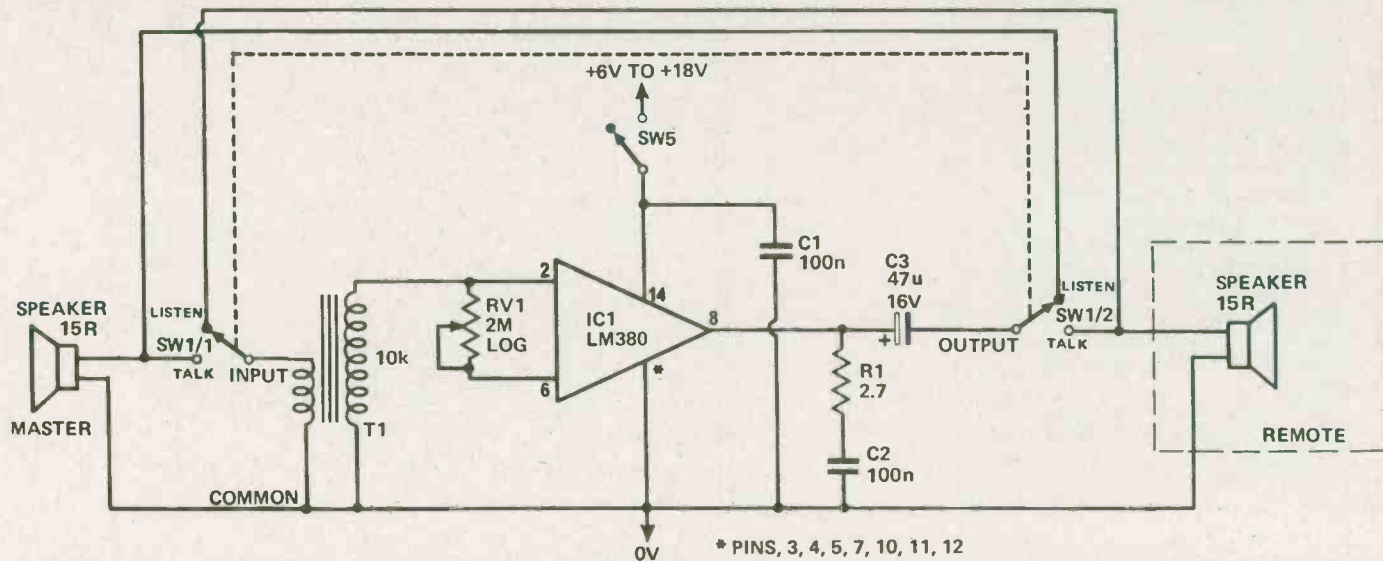 +6V TO +18V
SW5
C1
100n
C3
47u
16V
+
LISTEN
SW1/2
TALK
OUTPUT
SPEAKER
15R
REMOTE
SPEAKER
15R
MASTER
LISTEN
SW1/1
TALK
INPUT
10k
T1
RV1
2M
LOG
2
6
IC1
LM380
14
8
*
R1
2.7
C2
100n
COMMON
0V
* PINS, 3, 4, 5, 7, 10, 11, 12